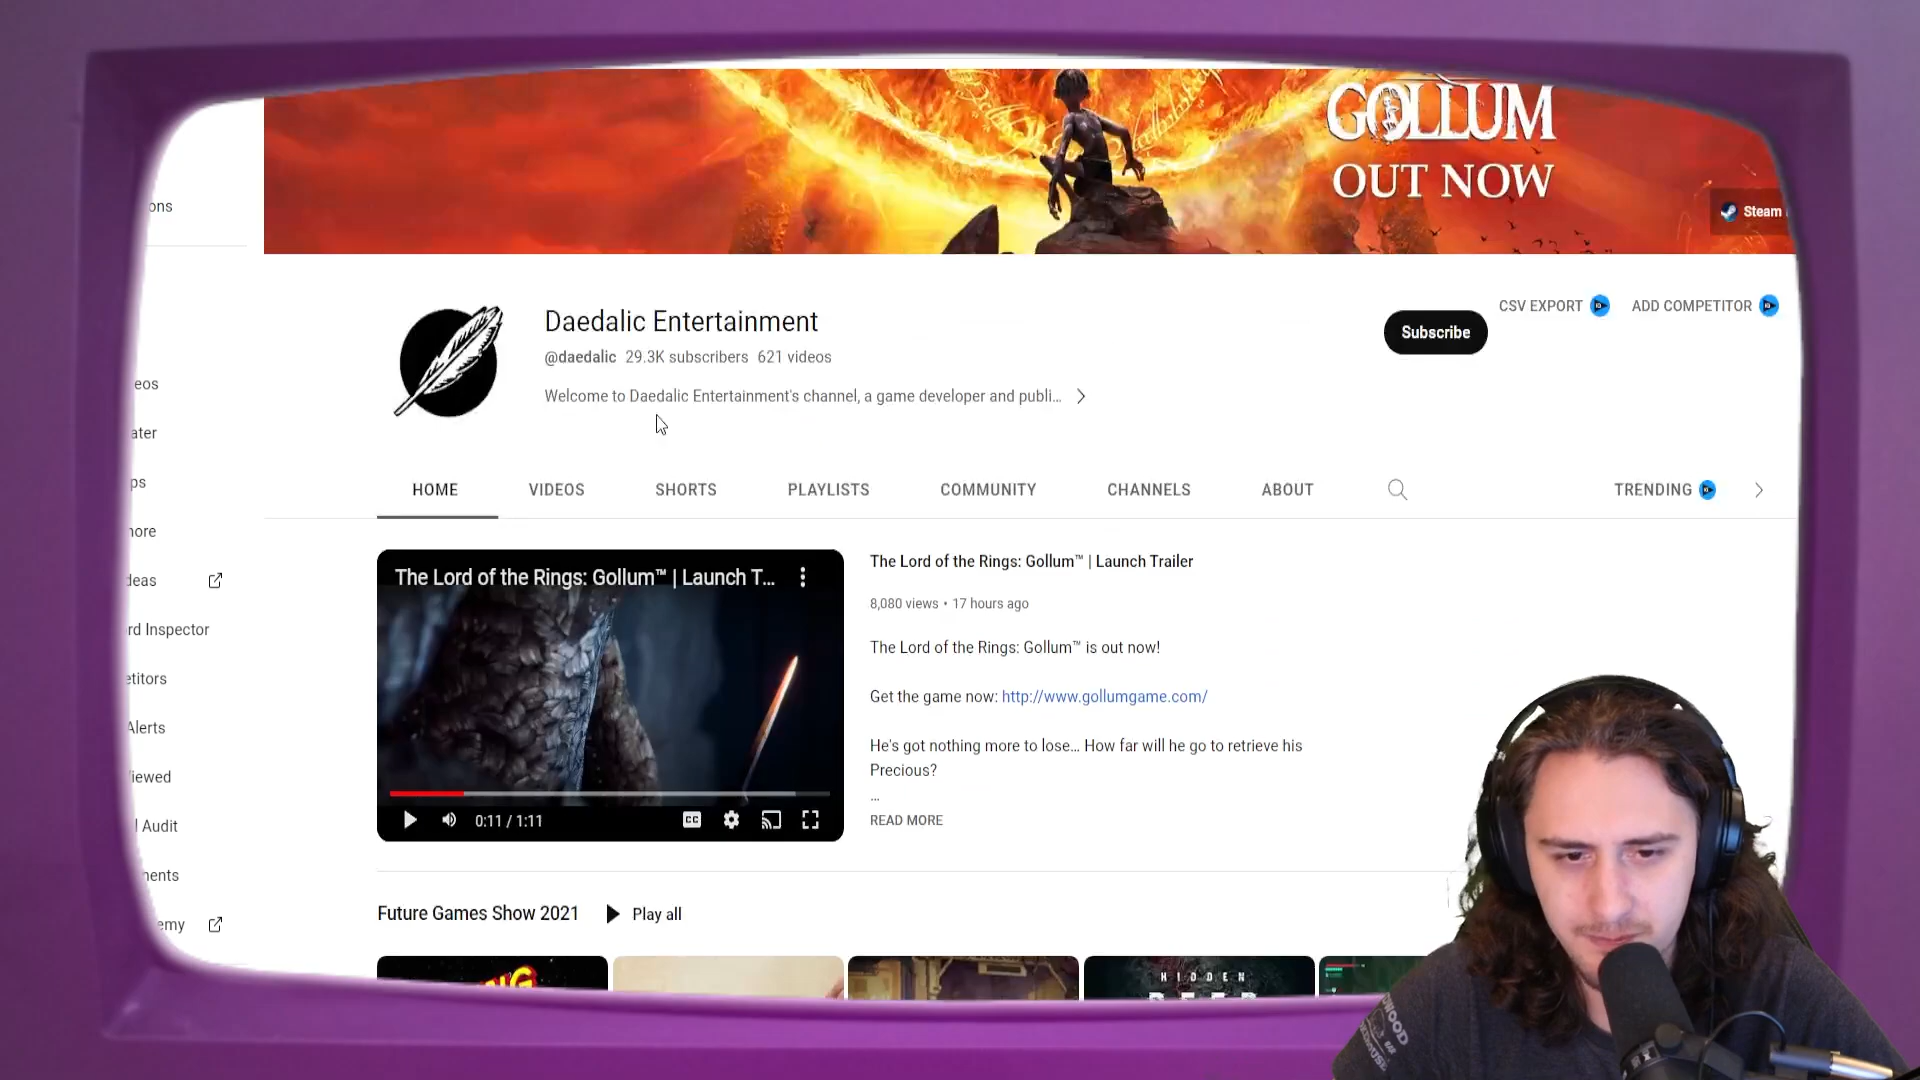 GOLLUM
OUT NOW
Steam
ons
Daedalic Entertainment
@daedalic 29.3K subscribers 621 videos
Welcome to Daedalic Entertainment's channel, a game developer and publi...
Subscribe
CSV EXPORT
ADD COMPETITOR
HOME VIDEOS SHORTS PLAYLISTS COMMUNITY CHANNELS ABOUT TRENDING
eos
ater
ps
nore
deas
rd Inspector
etitors
Alerts
iewed
l Audit
nents
emy
The Lord of the Rings: Gollum™ | Launch T...
0:11 / 1:11
CC
The Lord of the Rings: Gollum™ | Launch Trailer
8,080 views • 17 hours ago
The Lord of the Rings: Gollum™ is out now!
Get the game now: http://www.gollumgame.com/
He's got nothing more to lose... How far will he go to retrieve his
Precious?
...
READ MORE
Future Games Show 2021 Play all
HIDDEN